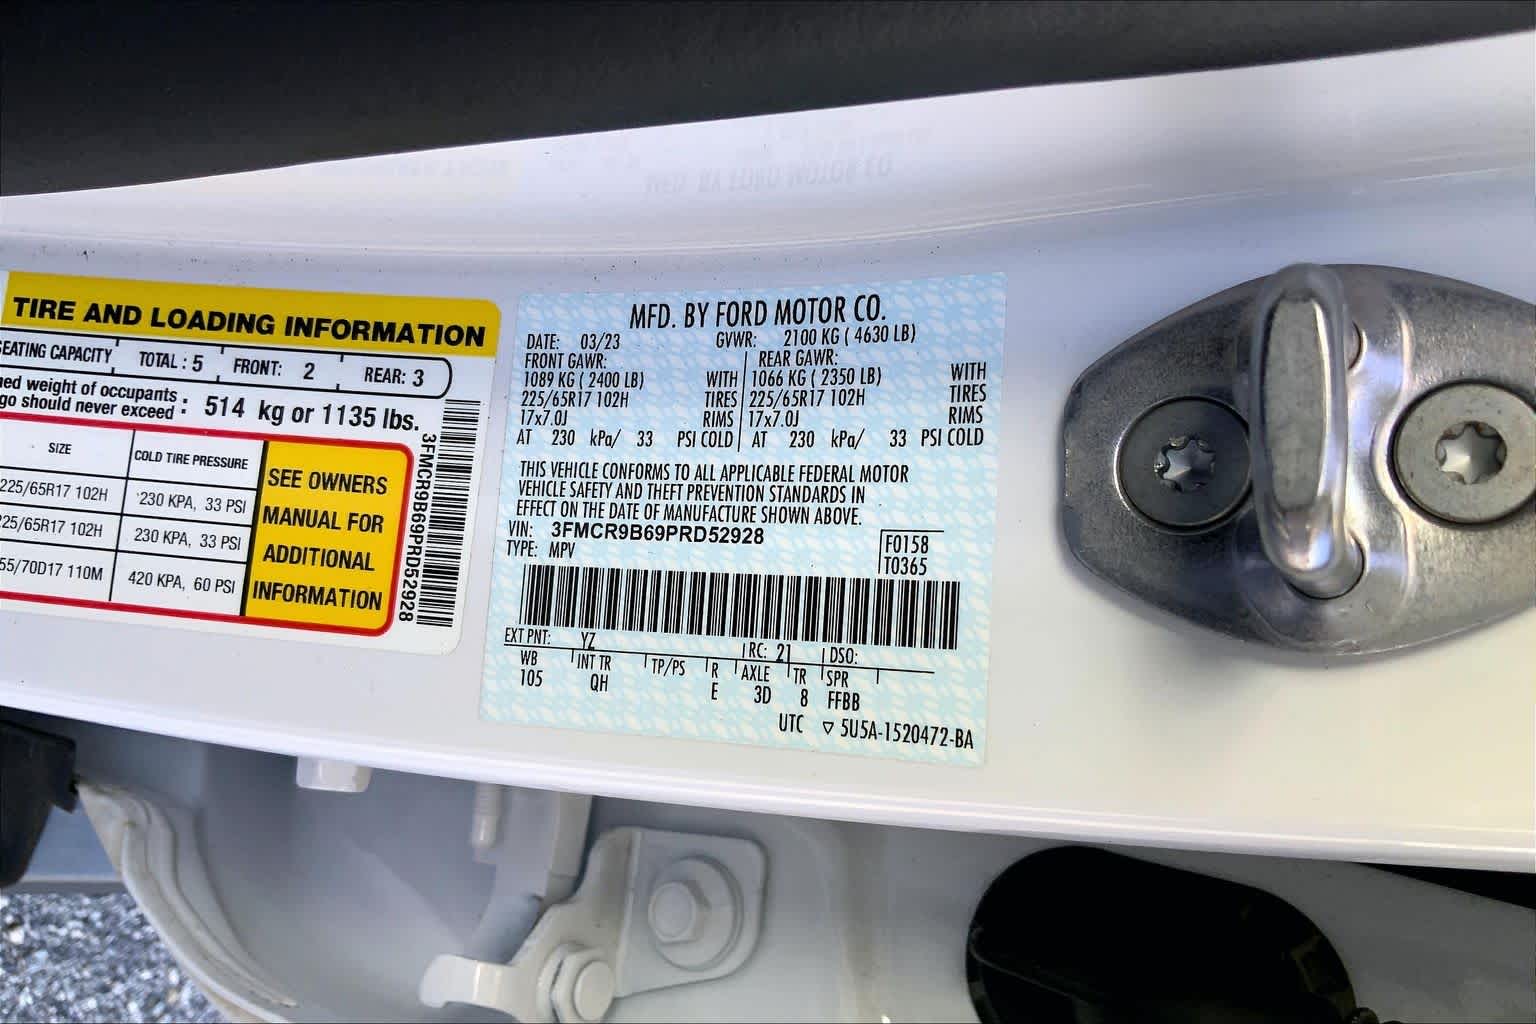 TIRE AND LOADING INFORMATION
SEATING CAPACITY TOTAL : 5 FRONT: 2 REAR: 3
weight of occupants
should never exceed : 514 kg or 1135 lbs.
SIZE COLD TIRE PRESSURE
225/65R17 102H 230 KPA, 33 PSI
225/65R17 102H 230 KPA, 33 PSI
55/70D17 110M 420 KPA, 60 PSI
SEE OWNERS
MANUAL FOR
ADDITIONAL
INFORMATION
3FMCR9B69PRD52928
MFD. BY FORD MOTOR CO.
DATE: 03/23 GVWR: 2100 KG ( 4630 LB)
FRONT GAWR: REAR GAWR:
1089 KG ( 2400 LB) WITH 1066 KG ( 2350 LB) WITH
225/65R17 102H TIRES 225/65R17 102H TIRES
17x7.0J RIMS 17x7.0J RIMS
AT 230 kPa/ 33 PSI COLD AT 230 kPa/ 33 PSI COLD
THIS VEHICLE CONFORMS TO ALL APPLICABLE FEDERAL MOTOR
VEHICLE SAFETY AND THEFT PREVENTION STANDARDS IN
EFFECT ON THE DATE OF MANUFACTURE SHOWN ABOVE.
VIN: 3FMCR9B69PRD52928
TYPE: MPV
F0158
T0365
EXT PNT: YZ RC: 21 DSO:
WB INT TR TP/PS R AXLE TR SPR
105 QH E 3D 8 FFBB
UTC ▽ 5U5A-1520472-BA